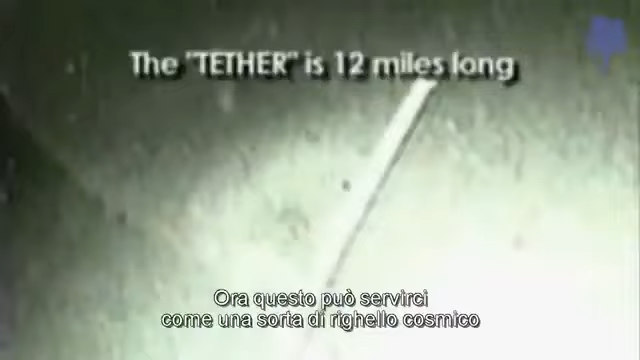 The "TETHER" is 12 miles long
Ora questo può servirci
come una sorta di righello cosmico